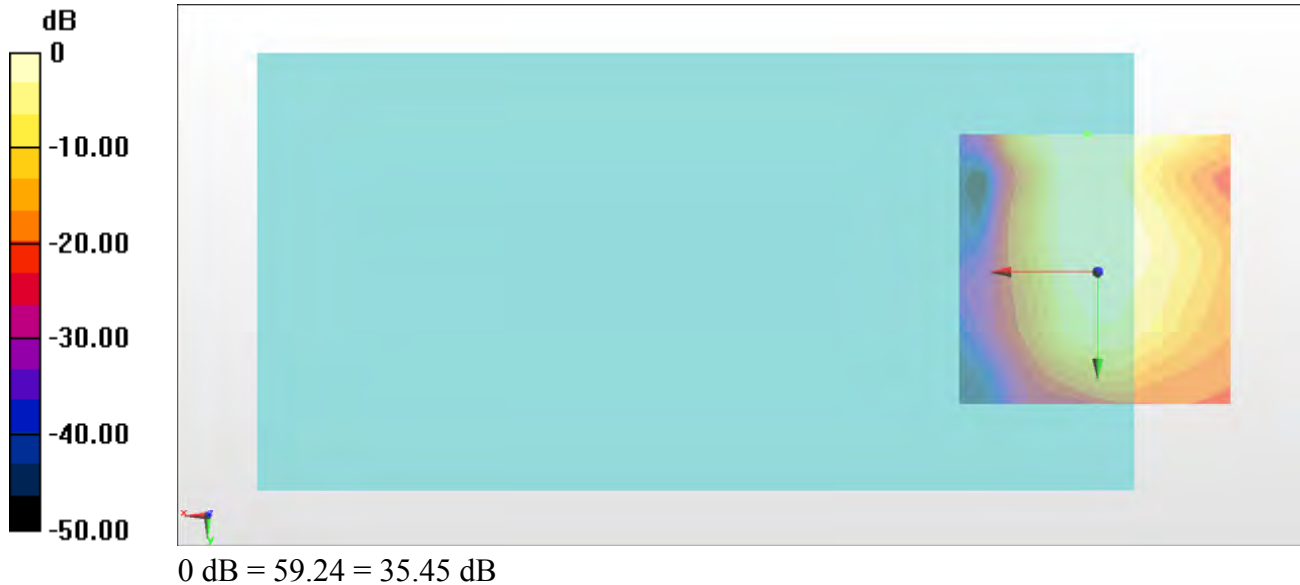 dB
0
-10.00
-20.00
-30.00
-40.00
-50.00
x
z
y
0 dB = 59.24 = 35.45 dB